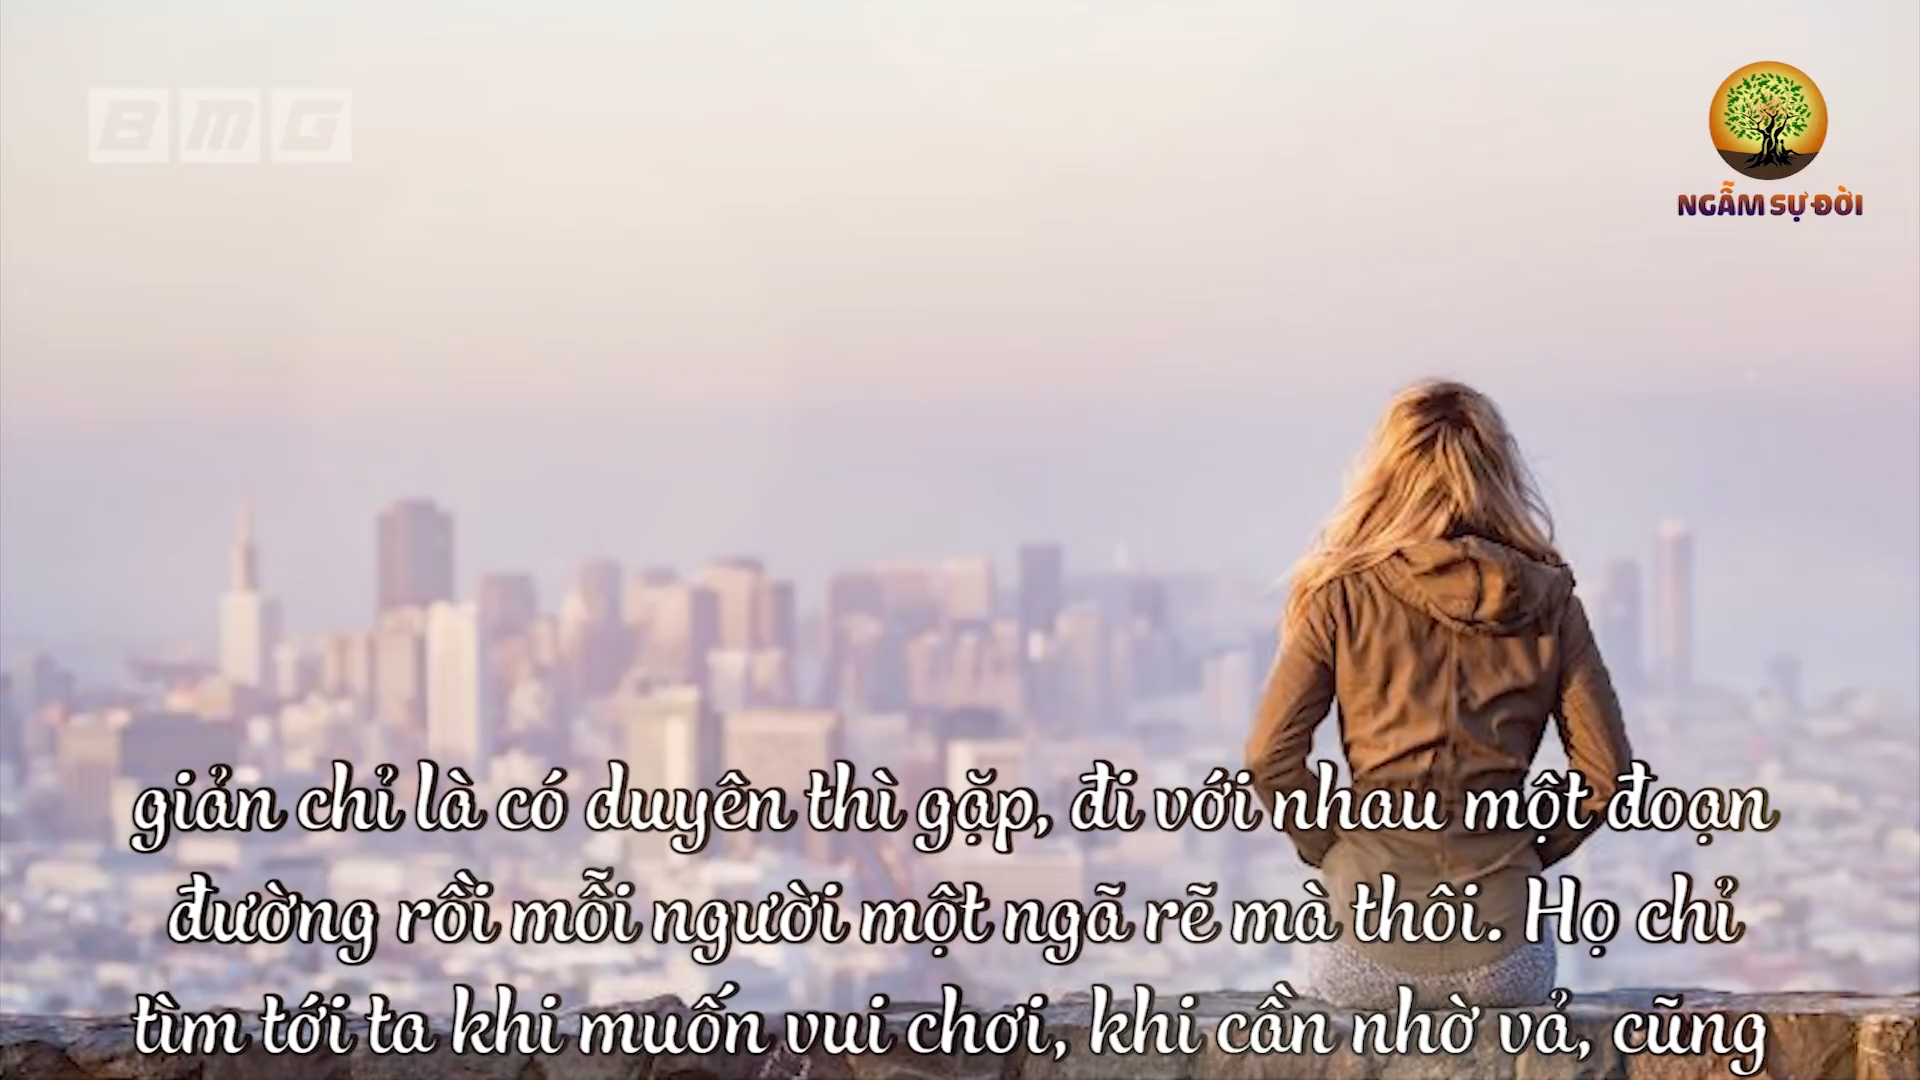 BMG
NGẪM SỰ ĐỜI
giản chỉ là có duyên thì gặp, đi với nhau một đoạn
đường rồi mỗi người một ngã rẽ mà thôi. Họ chỉ
tìm tới ta khi muốn vui chơi, khi cần nhờ vả, cũng